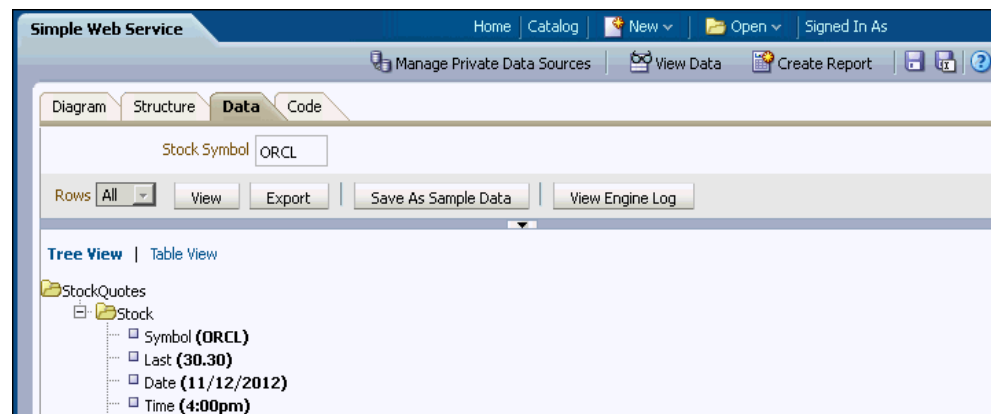 Simple Web Service Home Catalog New Open Signed In As
Manage Private Data Sources View Data Create Report
Diagram Structure Data Code
Stock Symbol ORCL
Rows All View Export Save As Sample Data View Engine Log
Tree View | Table View
StockQuotes
Stock
Symbol (ORCL)
Last (30.30)
Date (11/12/2012)
Time (4:00pm)